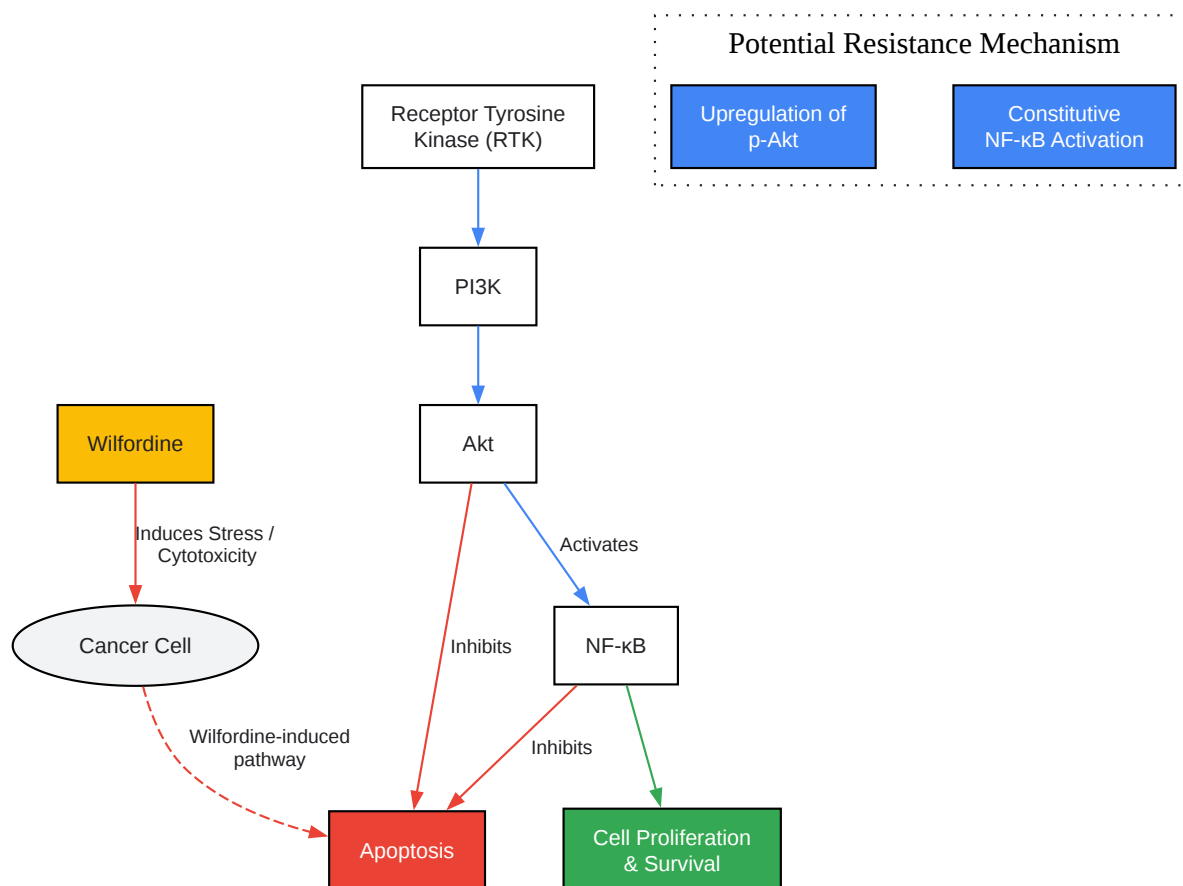 Potential Resistance Mechanism
Receptor Tyrosine
Kinase (RTK)
Upregulation of
p-Akt
Constitutive
NF-κB Activation
PI3K
Wilfordine
Akt
Induces Stress /
Cytotoxicity
Activates
Cancer Cell
Inhibits
NF-κB
Wilfordine-induced
pathway
Inhibits
Apoptosis
Cell Proliferation
& Survival